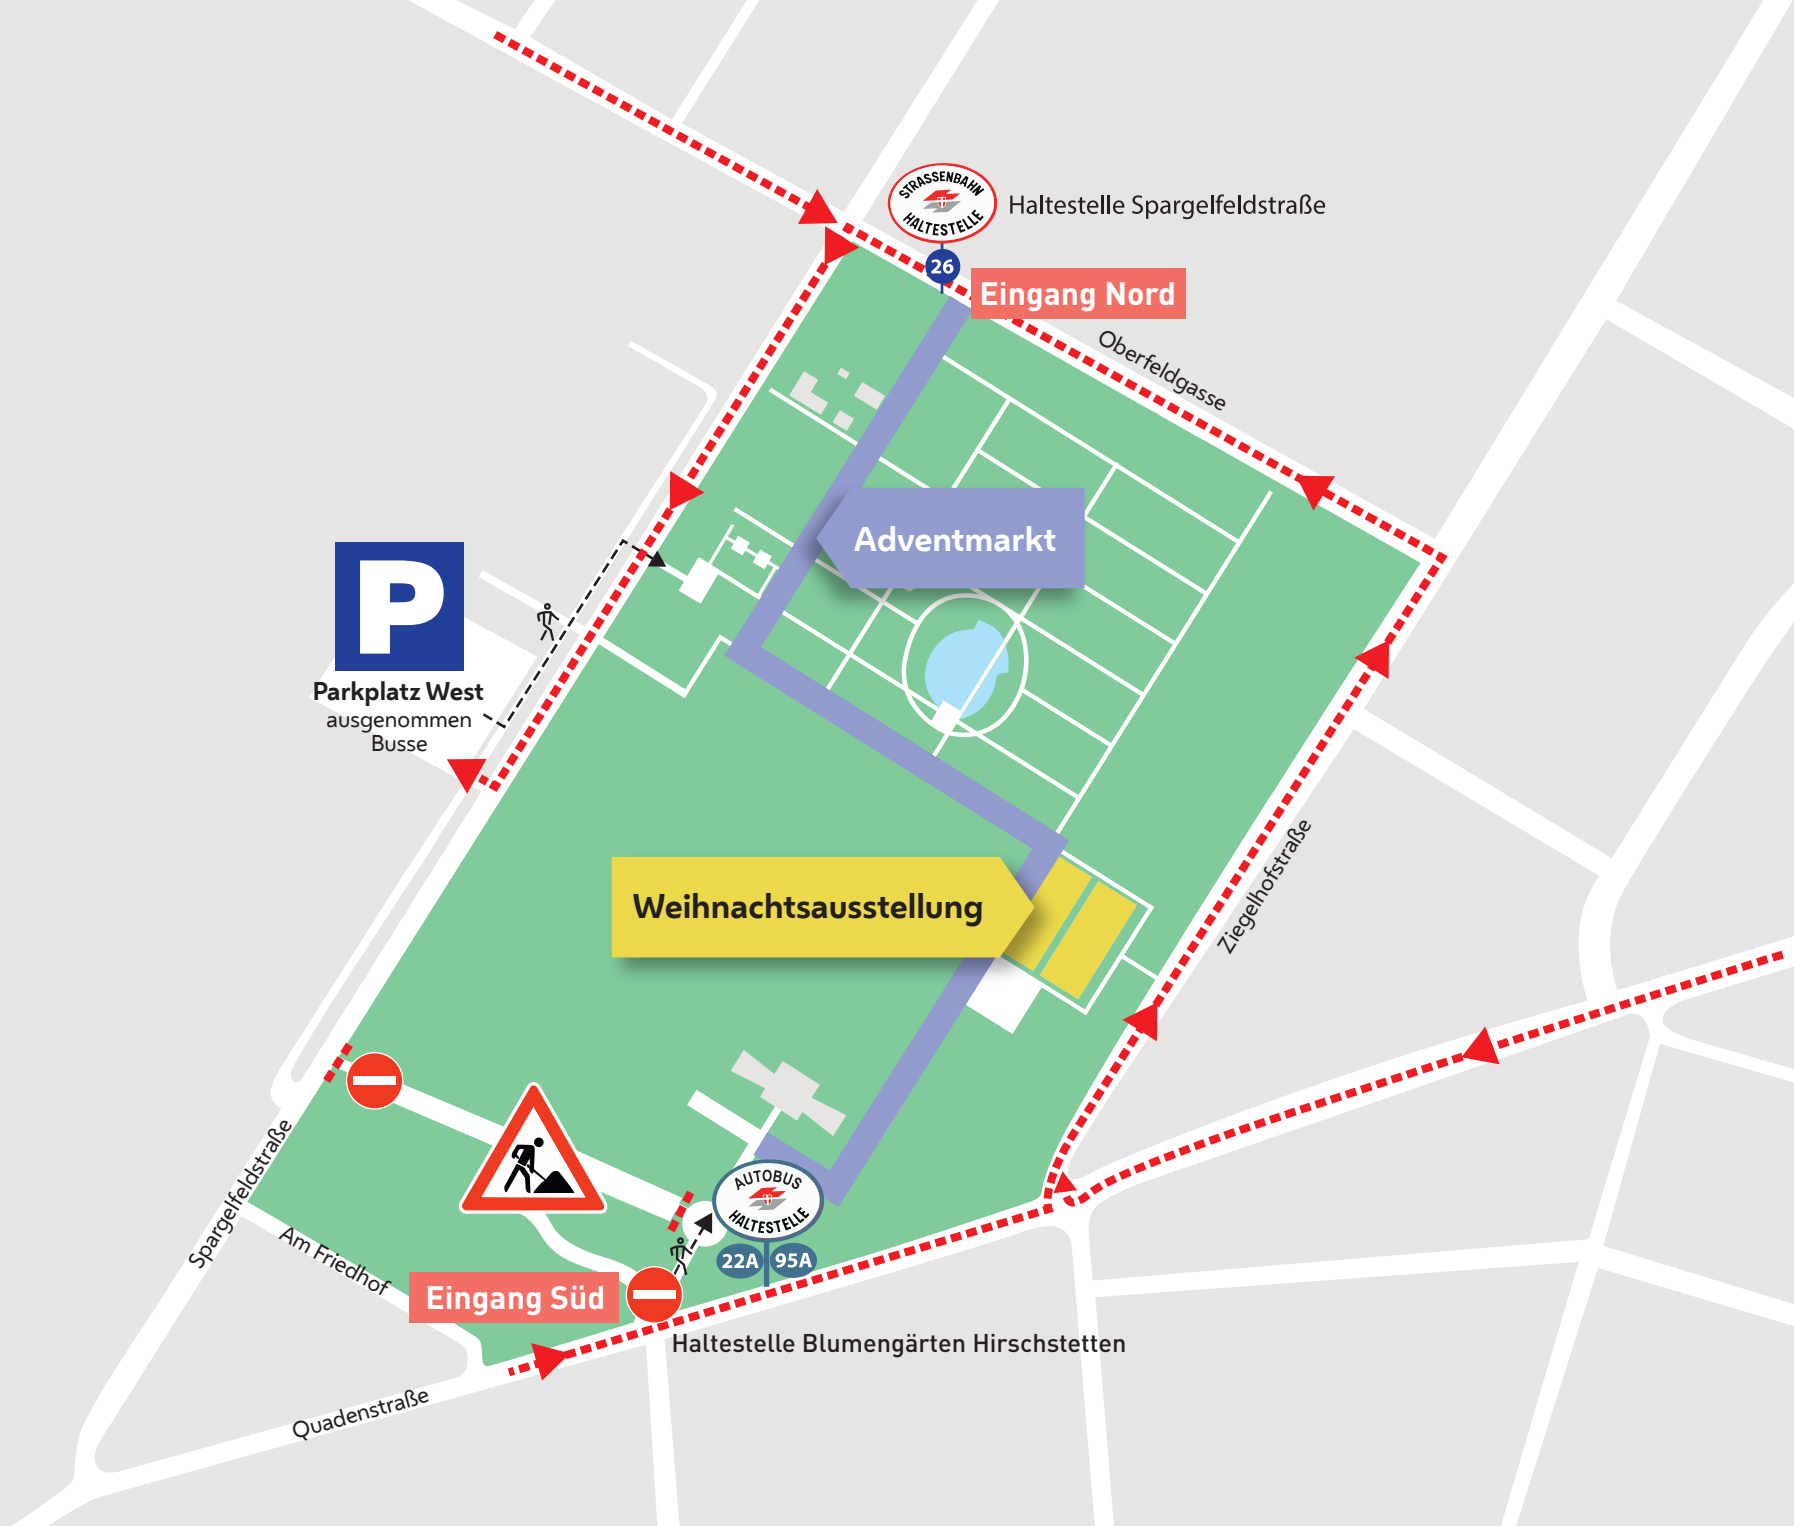 STRASSENBAHN
HALTESTELLE
Haltestelle Spargelfeldstraße
26
Eingang Nord
Oberfeldgasse
Adventmarkt
P
Parkplatz West
ausgenommen
Busse
Ziegelhofstraße
Weihnachtsausstellung
Spargelfeldstraße
AUTOBUS
HALTESTELLE
22A
95A
Am Friedhof
Eingang Süd
Haltestelle Blumengärten Hirschstetten
Quadenstraße